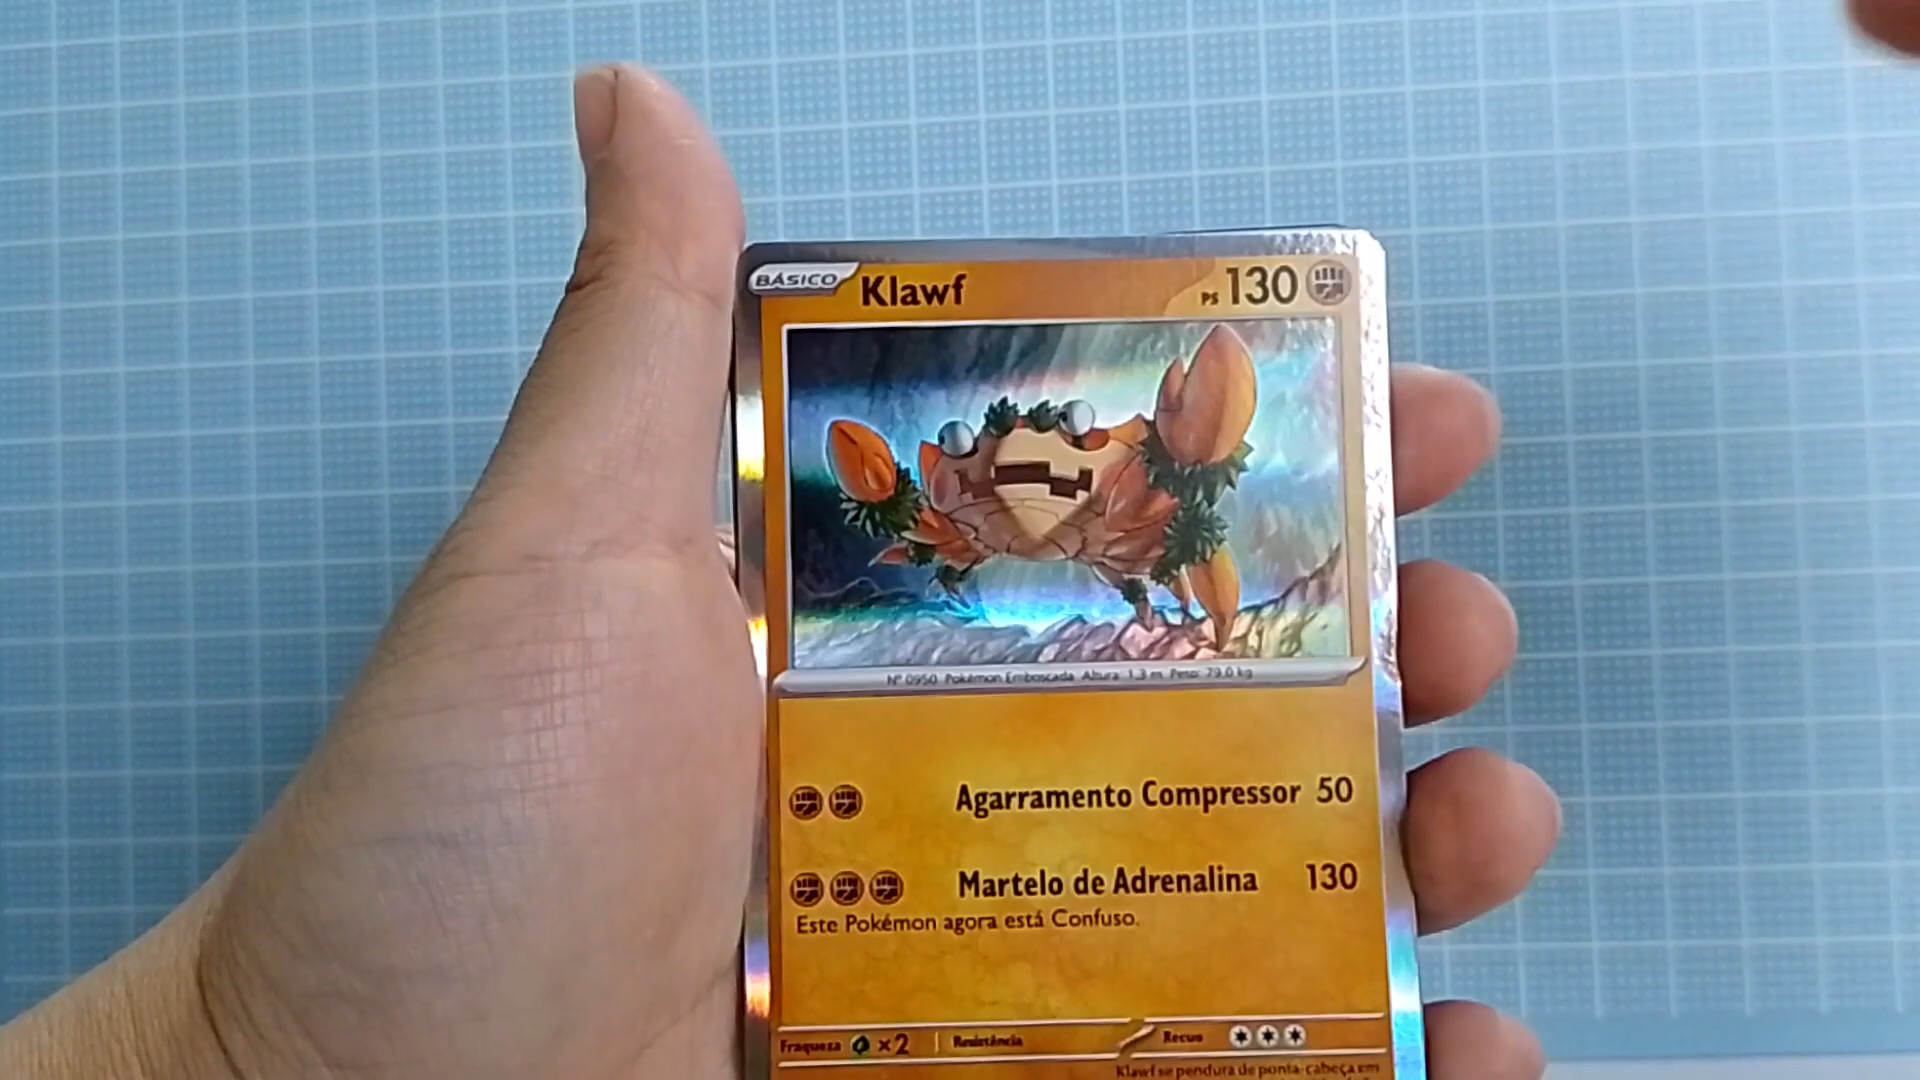 BÁSICO Klawf PS 130
Nº 0950 Pokémon Emboscada Altura: 1,3 m Peso: 79,0 kg
Agarramento Compressor 50
Martelo de Adrenalina 130
Este Pokémon agora está Confuso.
Fraqueza ×2 Resistência Recuo
Klawf se pendura de ponta-cabeça em